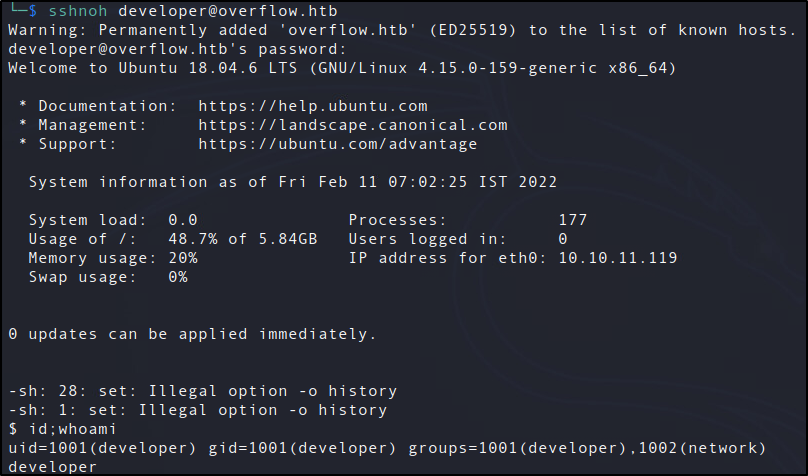 └─$ sshnoh developer@overflow.htb
Warning: Permanently added 'overflow.htb' (ED25519) to the list of known hosts.
developer@overflow.htb's password:
Welcome to Ubuntu 18.04.6 LTS (GNU/Linux 4.15.0-159-generic x86_64)
* Documentation:  https://help.ubuntu.com
* Management:     https://landscape.canonical.com
* Support:        https://ubuntu.com/advantage
System information as of Fri Feb 11 07:02:25 IST 2022
System load:  0.0               Processes:           177
Usage of /:   48.7% of 5.84GB   Users logged in:     0
Memory usage: 20%               IP address for eth0: 10.10.11.119
Swap usage:   0%
0 updates can be applied immediately.
-sh: 28: set: Illegal option -o history
-sh: 1: set: Illegal option -o history
$ id;whoami
uid=1001(developer) gid=1001(developer) groups=1001(developer),1002(network)
developer